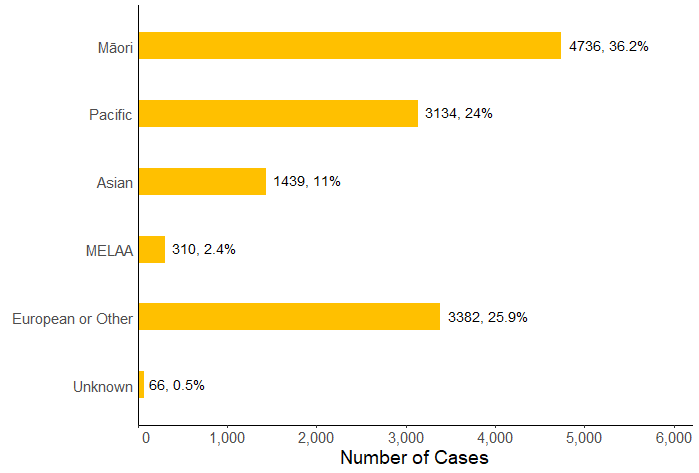 Māori 4736, 36.2%
Pacific 3134, 24%
Asian 1439, 11%
MELAA 310, 2.4%
European or Other 3382, 25.9%
Unknown 66, 0.5%
0 1,000 2,000 3,000 4,000 5,000 6,000
Number of Cases